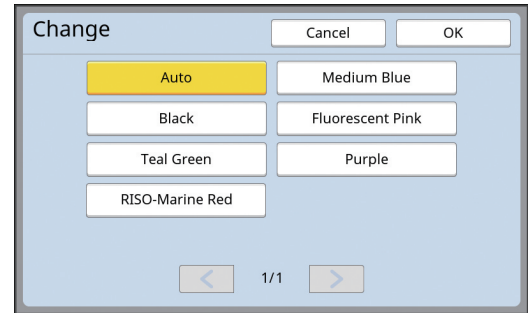 Change Cancel OK
Auto Medium Blue
Black Fluorescent Pink
Teal Green Purple
RISO-Marine Red
1/1